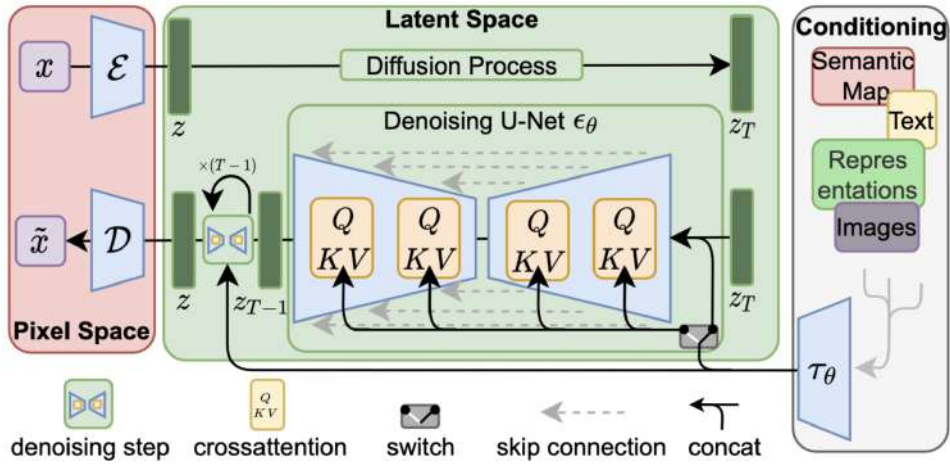 Latent Space
Conditioning
x
ℰ
Diffusion Process
Semantic
Map
Text
z
z_T
Denoising U-Net ϵ_θ
Repres
entations
Images
×(T−1)
x̃
𝒟
Q
KV
Q
KV
Q
KV
Q
KV
z
z_{T−1}
z_T
Pixel Space
τ_θ
Q
KV
denoising step
crossattention
switch
skip connection
concat